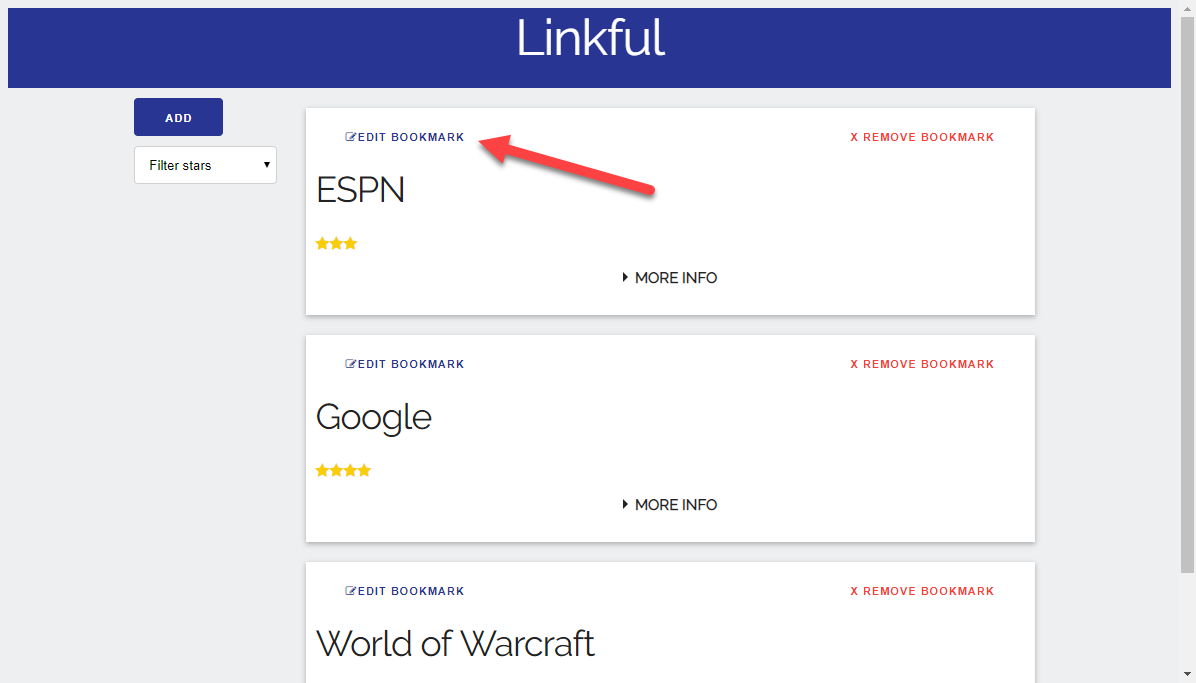 Linkful
ADD
Filter stars
EDIT BOOKMARK
X REMOVE BOOKMARK
ESPN
MORE INFO
EDIT BOOKMARK
X REMOVE BOOKMARK
Google
MORE INFO
EDIT BOOKMARK
X REMOVE BOOKMARK
World of Warcraft